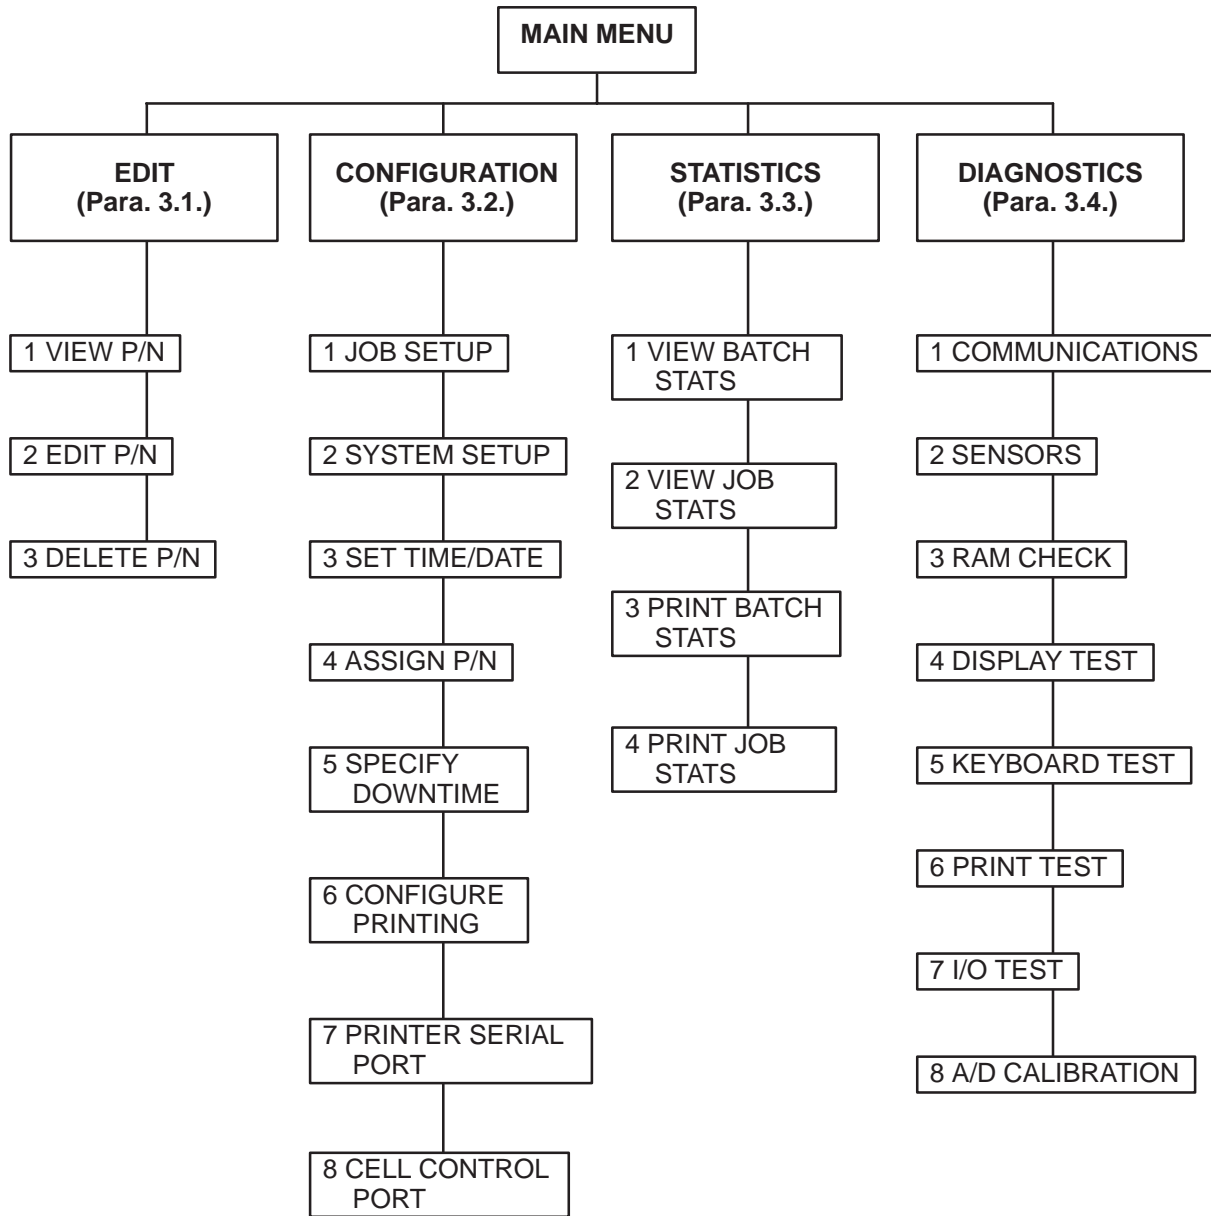 MAIN MENU
EDIT
(Para. 3.1.)
1 VIEW P/N
2 EDIT P/N
3 DELETE P/N
CONFIGURATION
(Para. 3.2.)
1 JOB SETUP
2 SYSTEM SETUP
3 SET TIME/DATE
4 ASSIGN P/N
5 SPECIFY
DOWNTIME
6 CONFIGURE
PRINTING
7 PRINTER SERIAL
PORT
8 CELL CONTROL
PORT
STATISTICS
(Para. 3.3.)
1 VIEW BATCH
STATS
2 VIEW JOB
STATS
3 PRINT BATCH
STATS
4 PRINT JOB
STATS
DIAGNOSTICS
(Para. 3.4.)
1 COMMUNICATIONS
2 SENSORS
3 RAM CHECK
4 DISPLAY TEST
5 KEYBOARD TEST
6 PRINT TEST
7 I/O TEST
8 A/D CALIBRATION